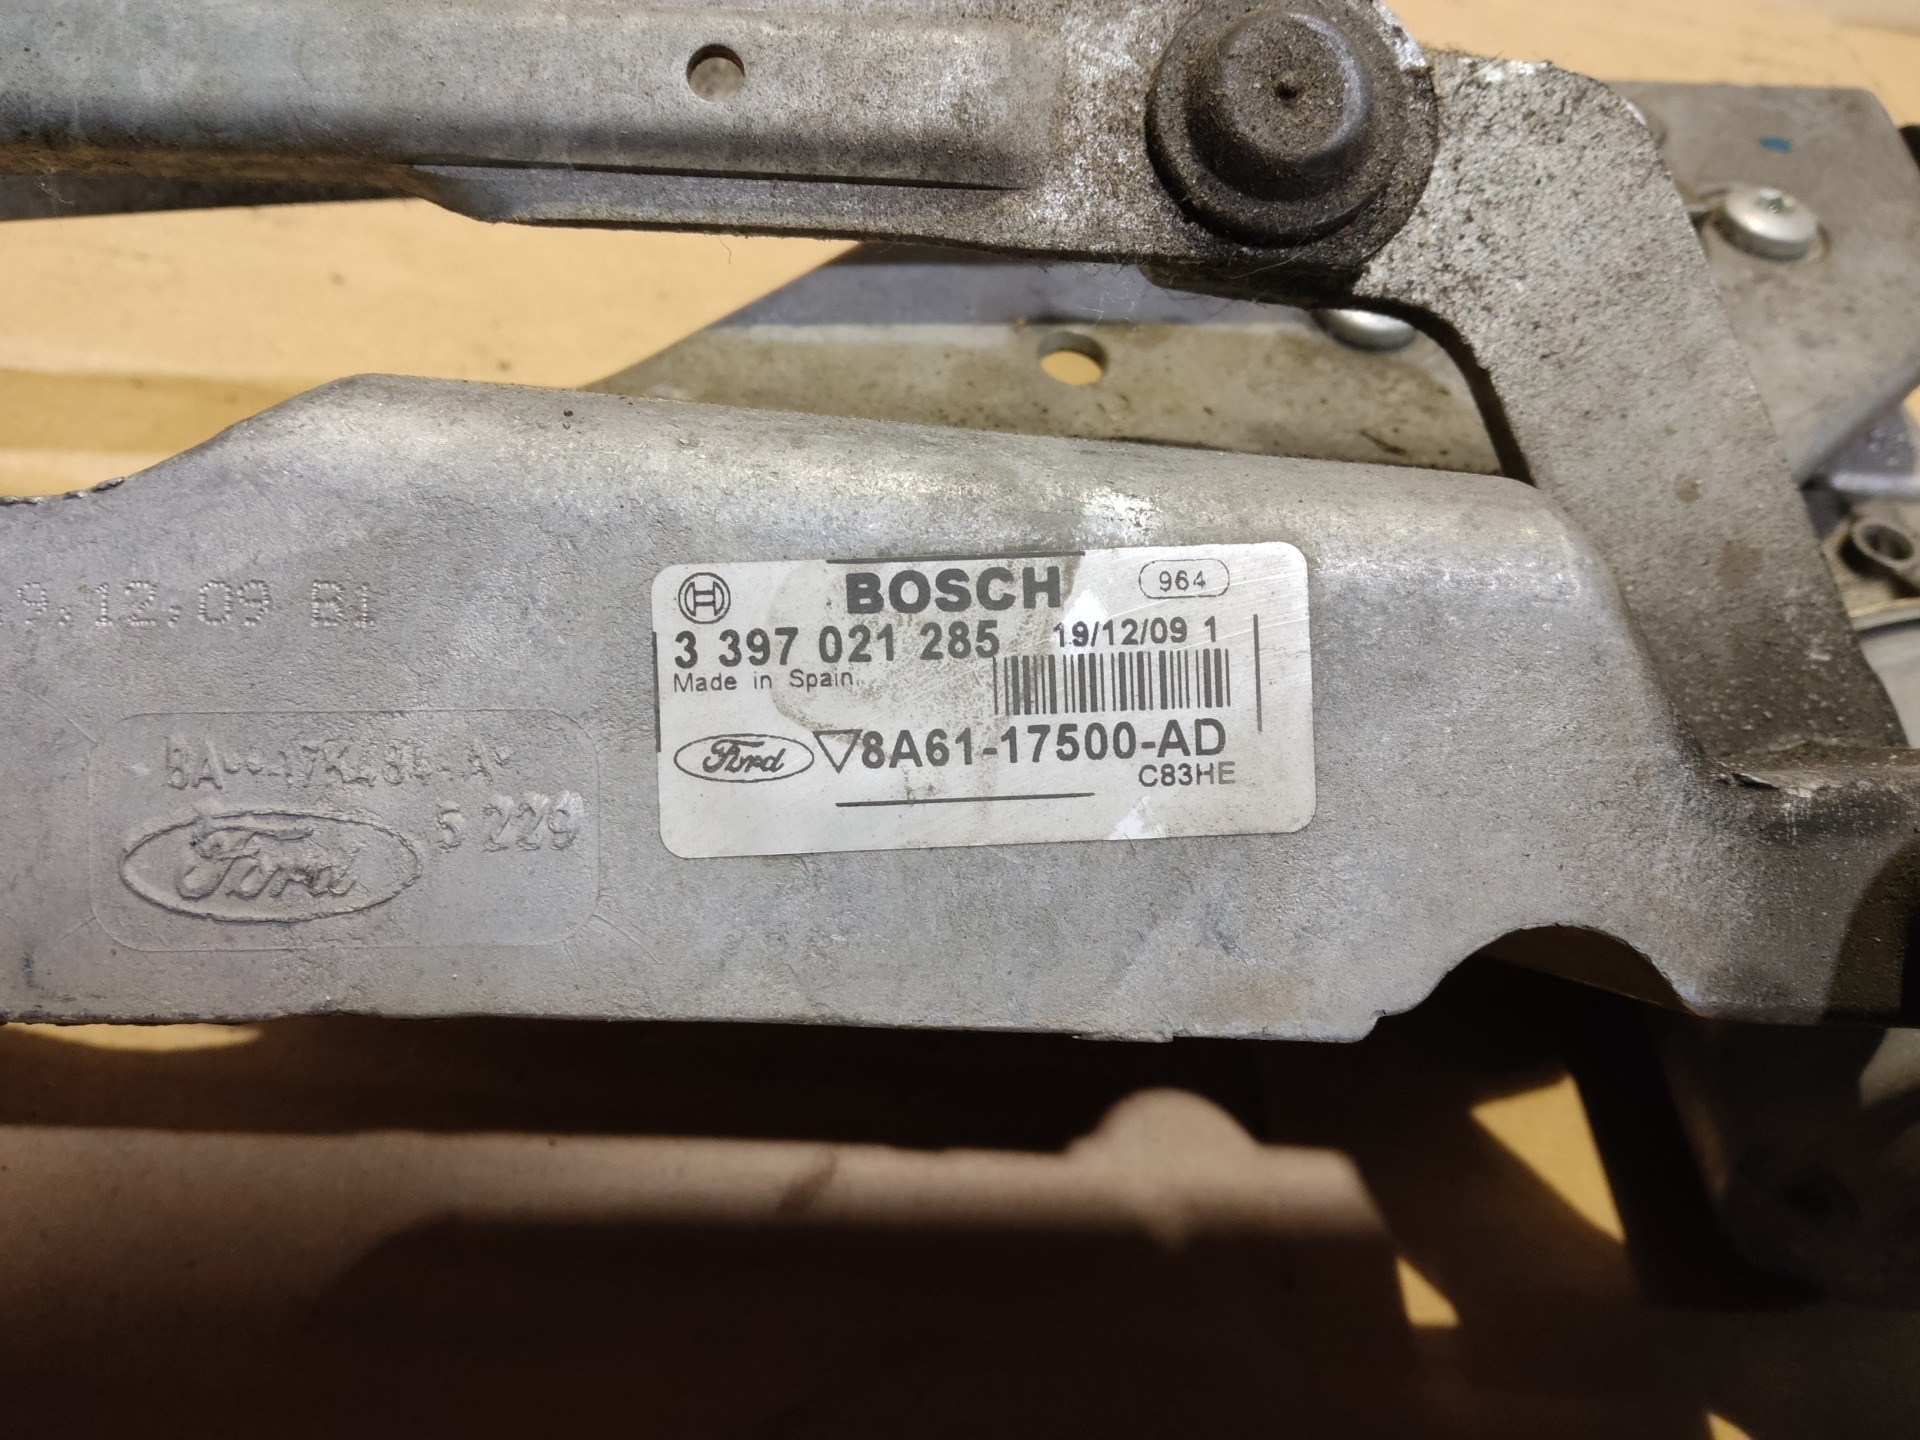 BOSCH 964
3 397 021 285 19/12/09 1
Made in Spain
Ford 8A61-17500-AD
C83HE
9.12.09 B1
5 229
Ford